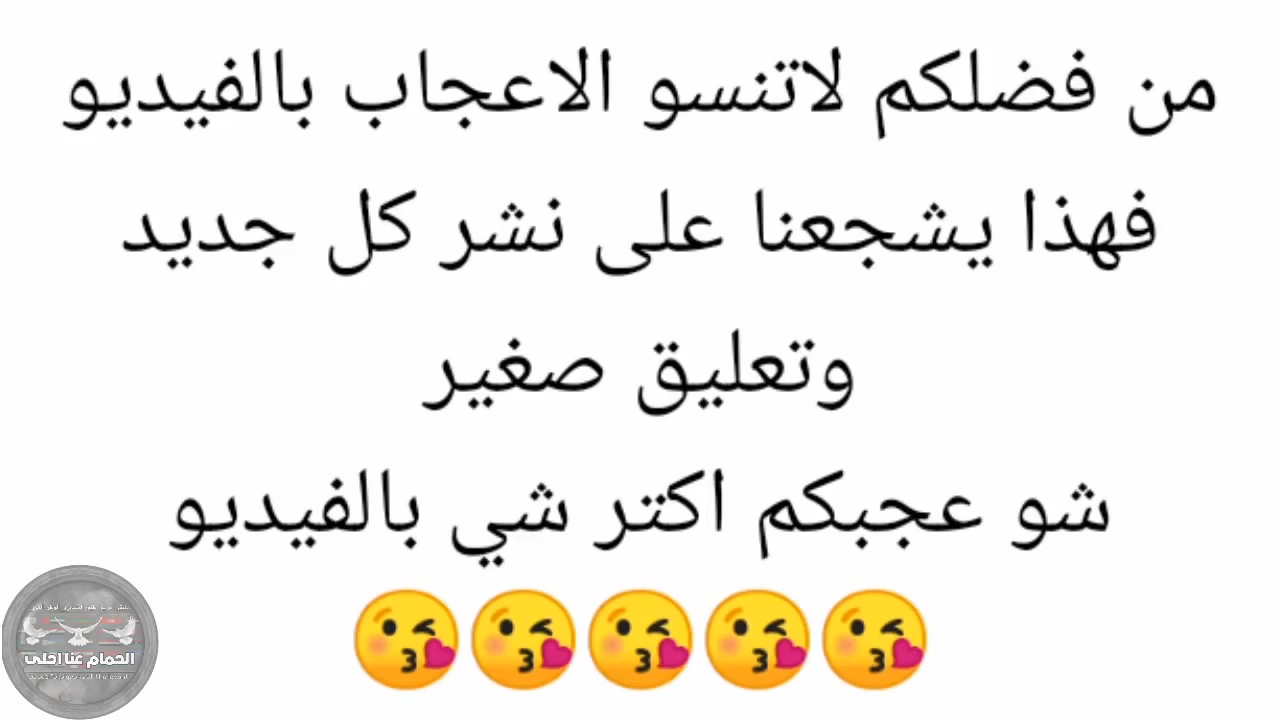 من فضلكم لاتنسو الاعجاب بالفيديو
فهذا يشجعنا على نشر كل جديد
وتعليق صغير
شو عجبكم اكتر شي بالفيديو
😘😘😘😘😘
الحمام عنا احلى